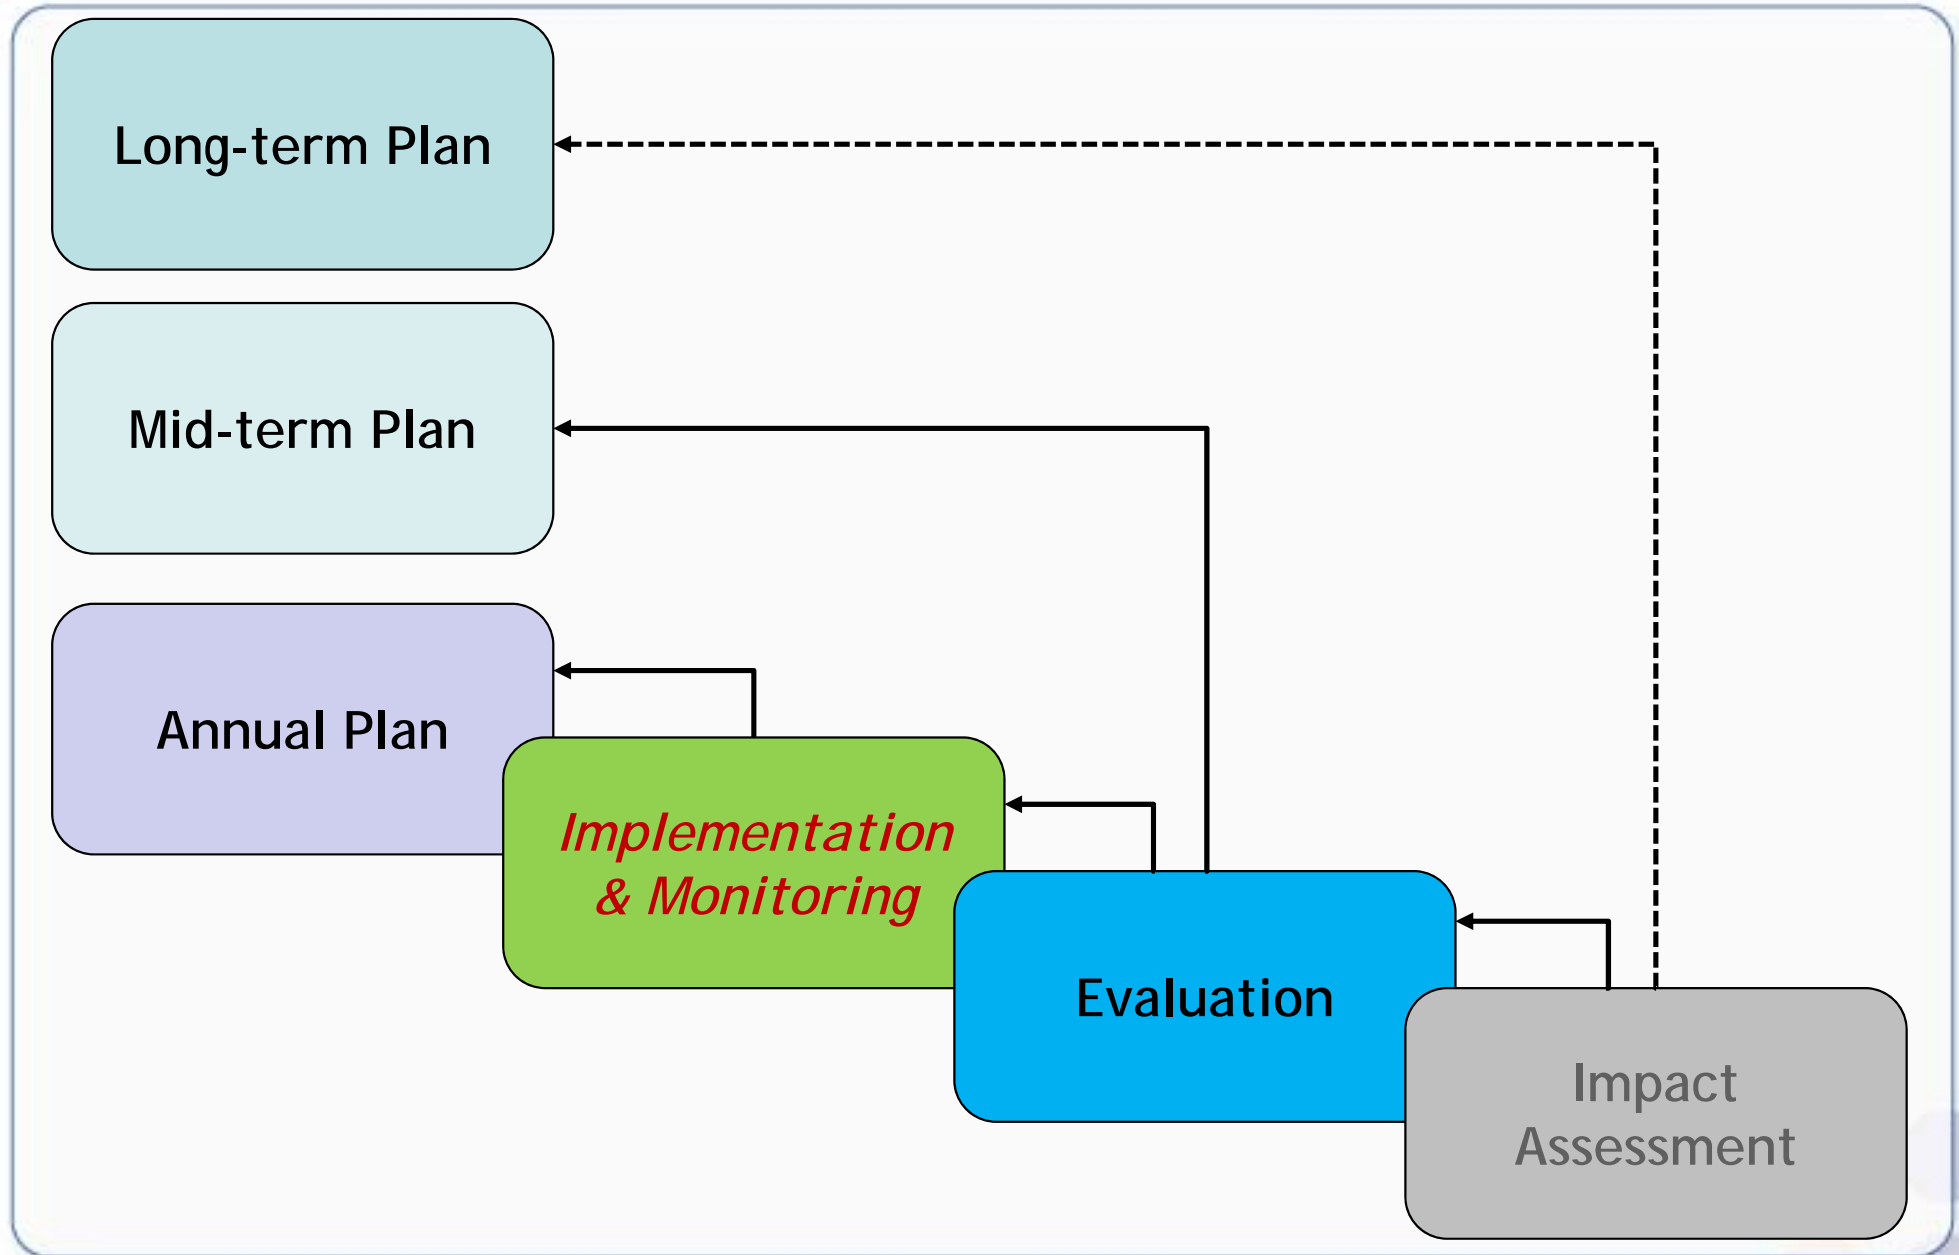 Long-term Plan
Mid-term Plan
Annual Plan
Implementation
& Monitoring
Evaluation
Impact
Assessment